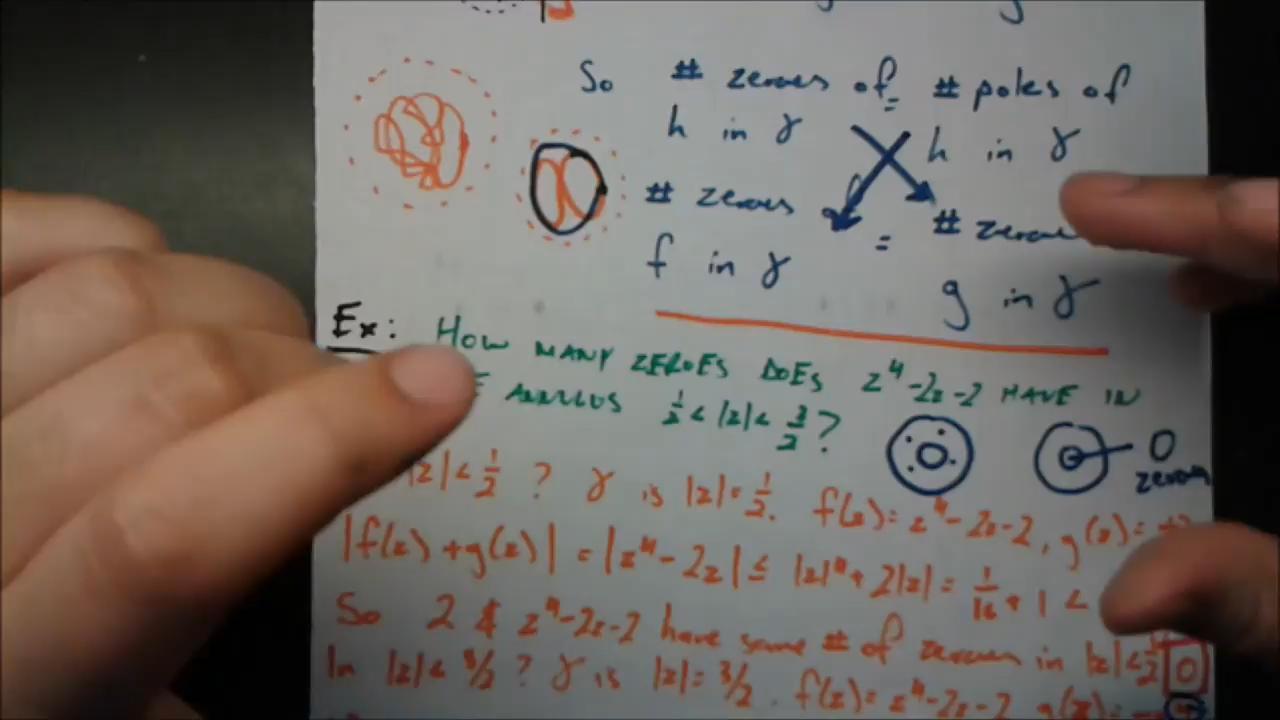 So # zeroes of = # poles of
h in γ h in γ
# zeroes = # zeroes
f in γ g in γ
Ex: HOW MANY ZEROES DOES z⁴-2z-2 HAVE IN
ANNULUS 1/2 < |z| < 3/2 ?
0
zeroes
|z| < 1/2 ? γ is |z| = 1/2. f(z) = z⁴-2z-2, g(z) =
|f(z)+g(z)| = |z⁴-2z| ≤ |z|⁴+2|z| = 1/16 + 1 <
So 2 & z⁴-2z-2 have same # of zeroes in |z|<1/2 0
In |z| < 3/2 ? γ is |z| = 3/2. f(z) = z⁴-2z-2 g(z) =